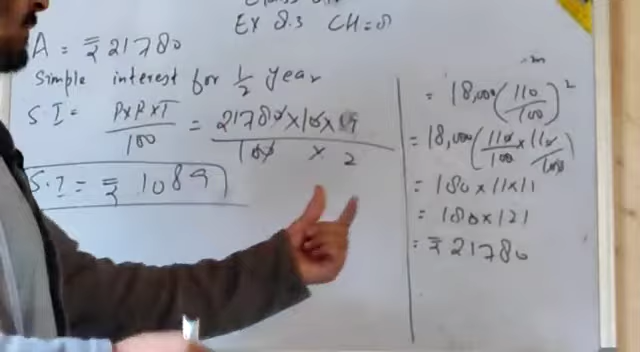 EX 8.3 CH=8
A = ₹ 21780
Simple interest for 1/2 year
S.I = P×R×T/100 = 21780×10×1/100 × 2
S.I = ₹ 1089
= 18,000(110/100)²
= 18,000(110/100×110/100)
= 180×11×11
= 180×121
= ₹ 21780